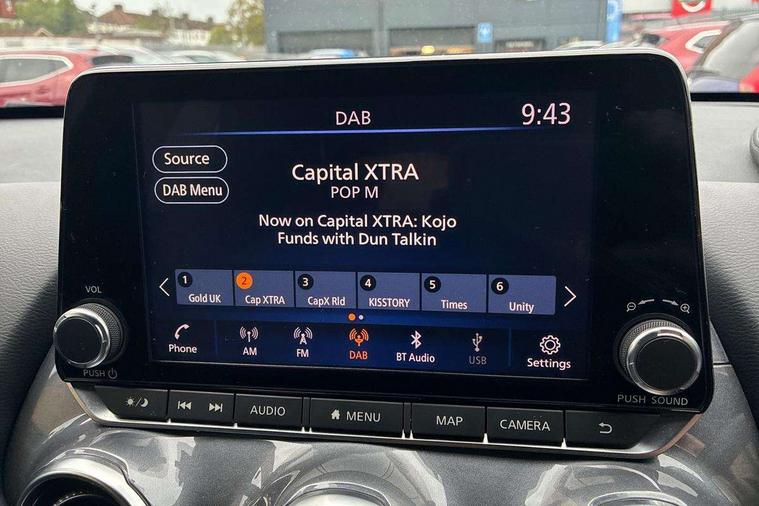 DAB
9:43
Source
DAB Menu
Capital XTRA
POP M
Now on Capital XTRA: Kojo
Funds with Dun Talkin
1 2 3 4 5 6
Gold UK Cap XTRA CapX Rld KISSTORY Times Unity
Phone AM FM DAB BT Audio USB Settings
VOL
PUSH
PUSH SOUND
AUDIO MENU MAP CAMERA